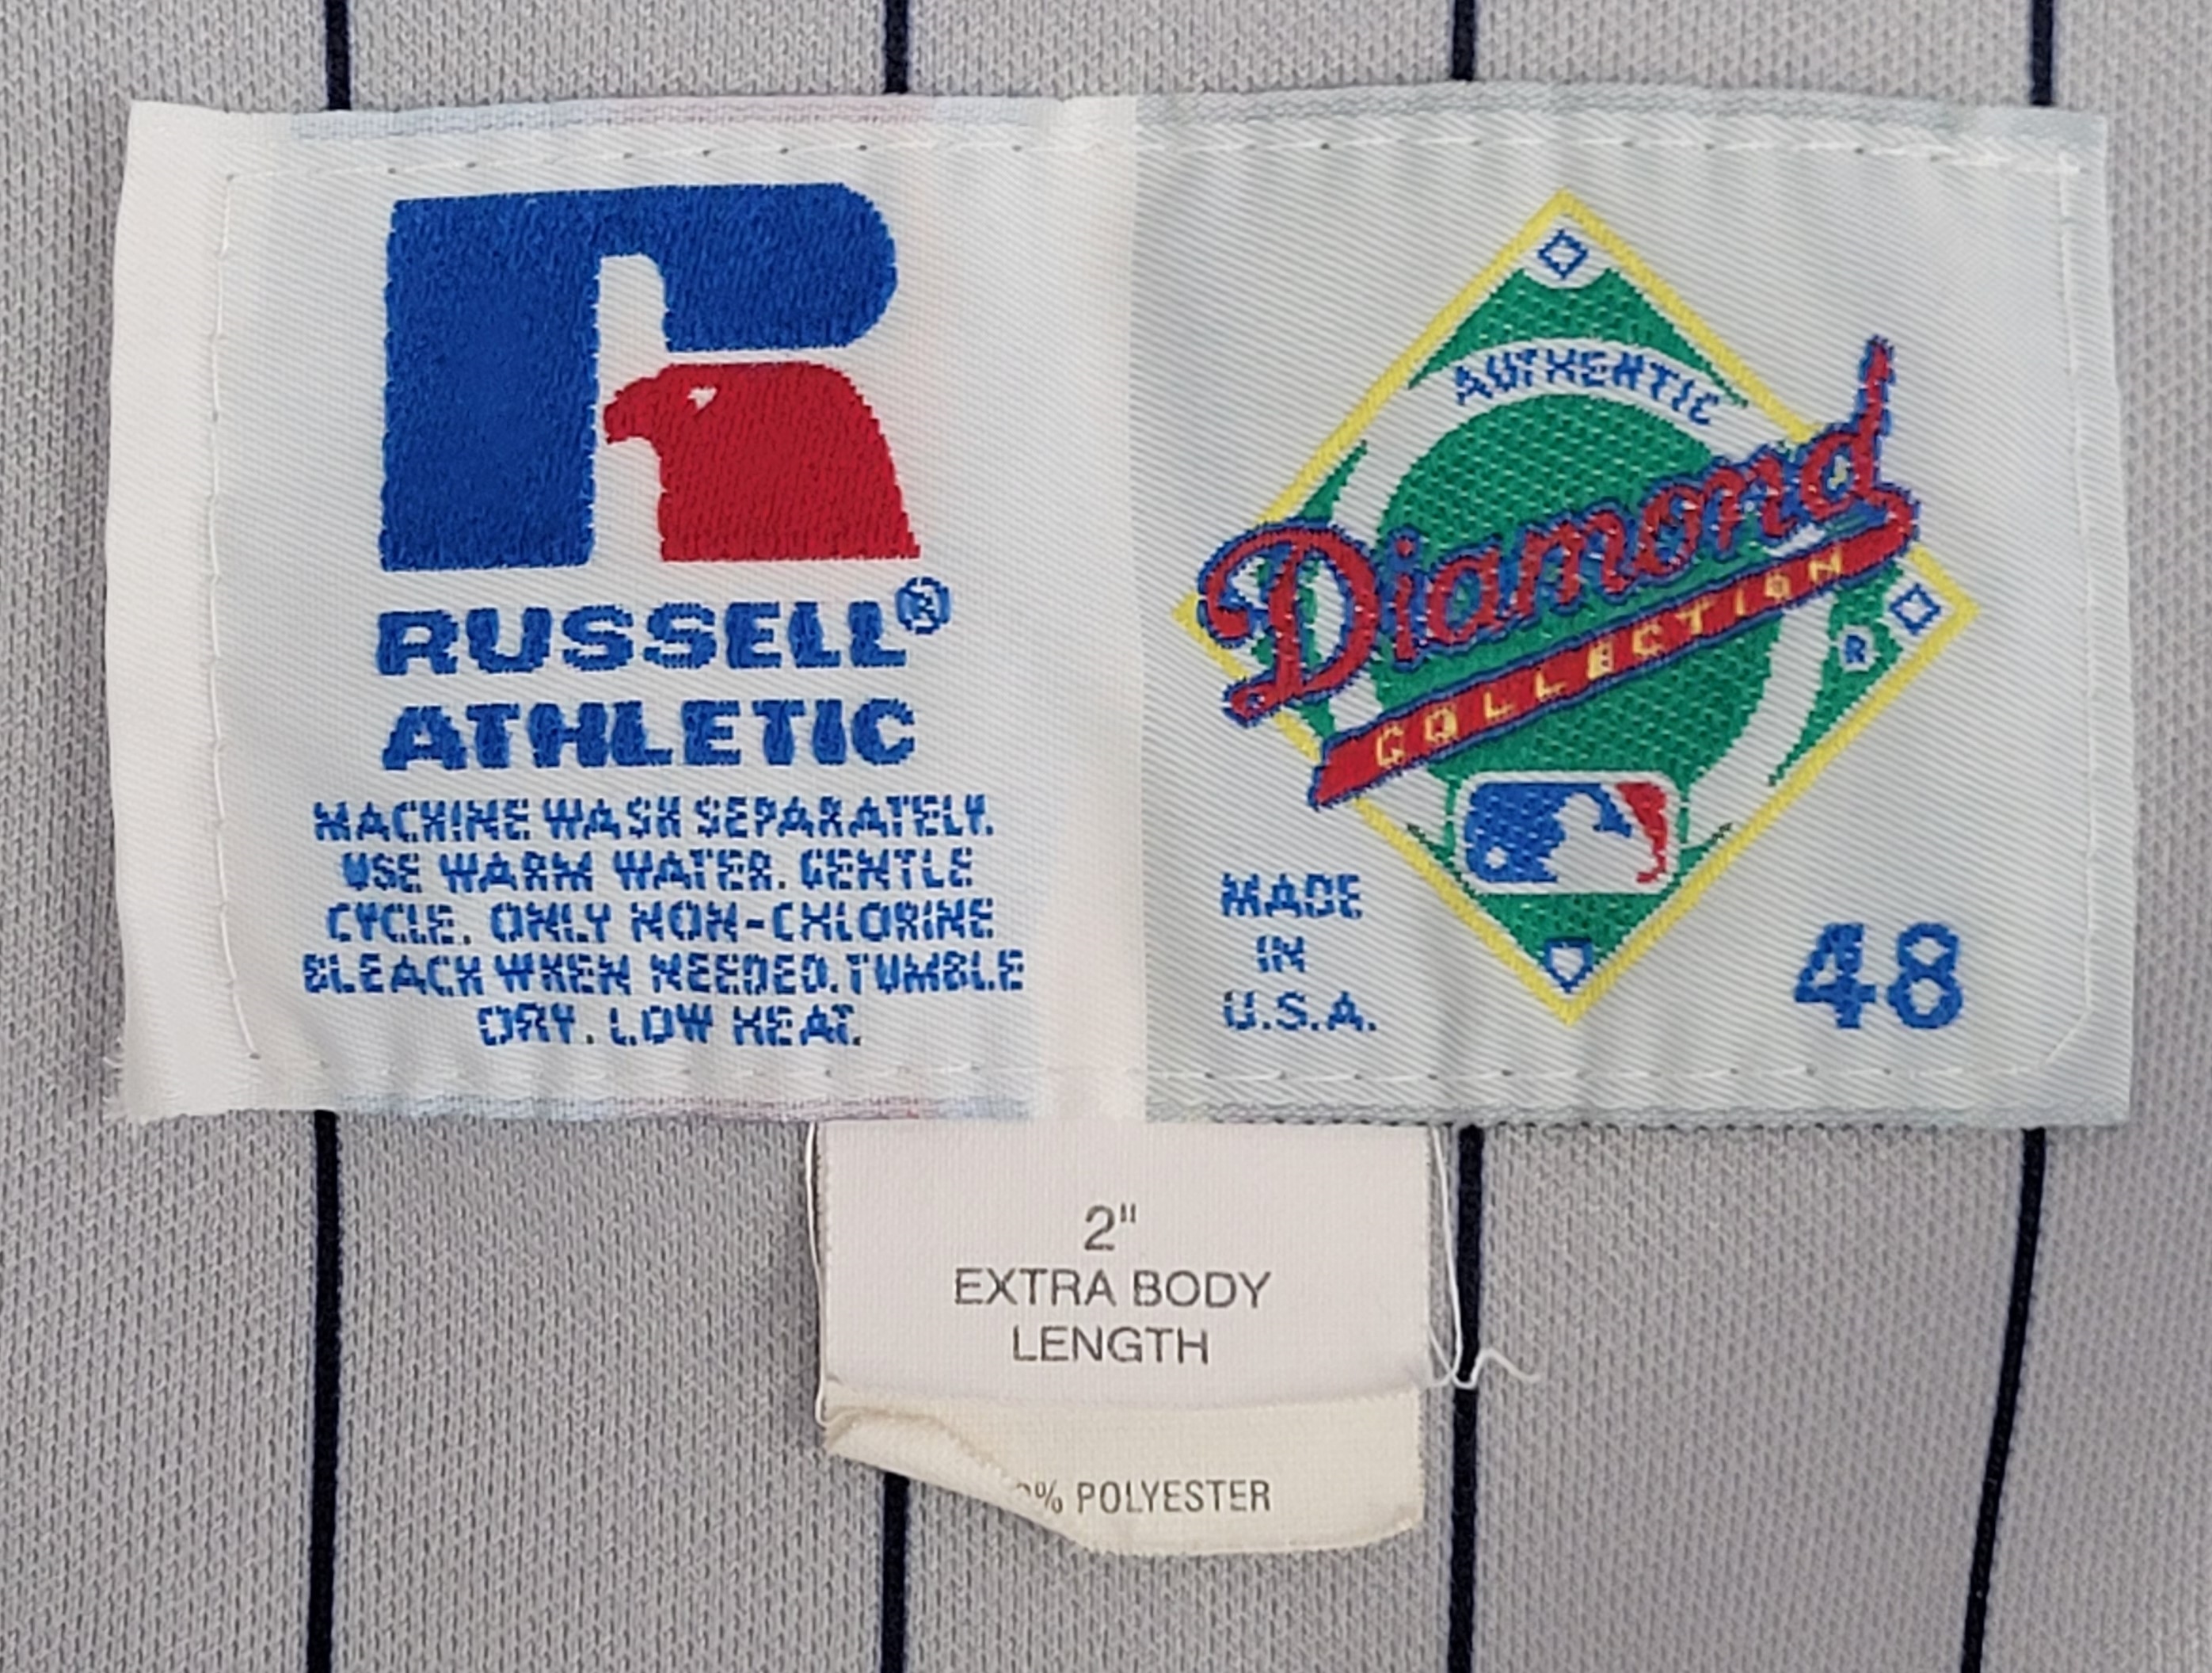 RUSSELL®
ATHLETIC
MACHINE WASH SEPARATELY.
USE WARM WATER. GENTLE
CYCLE. ONLY NON-CHLORINE
BLEACH WHEN NEEDED. TUMBLE
DRY. LOW HEAT.
AUTHENTIC
Diamond
COLLECTION
®
MADE
IN
U.S.A.
48
2"
EXTRA BODY
LENGTH
% POLYESTER